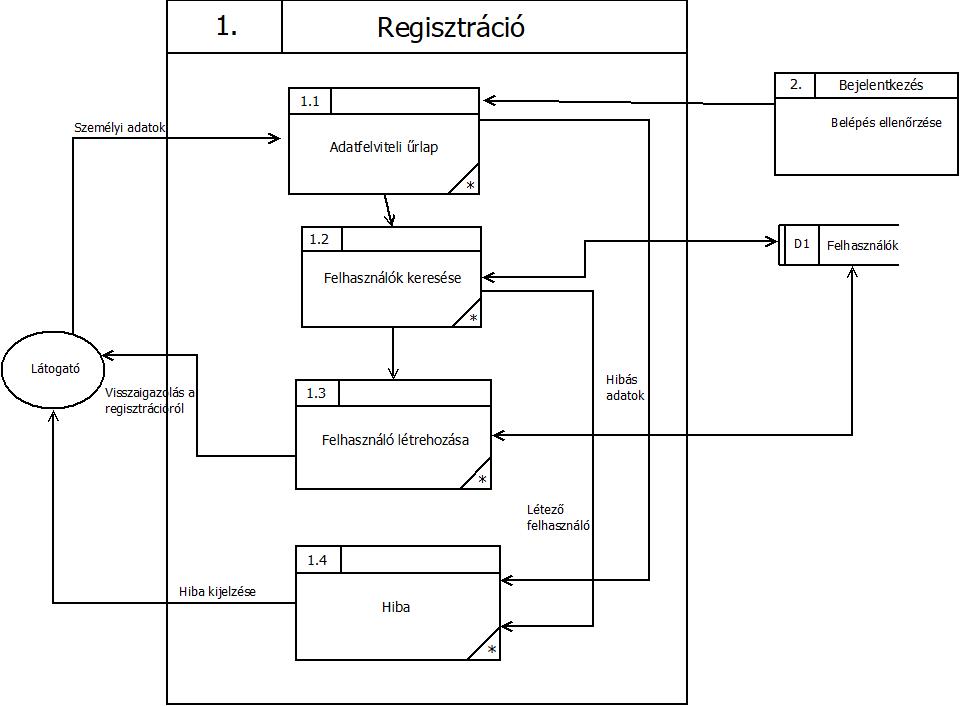 1.
Regisztráció
1.1
Adatfelviteli űrlap
*
2.
Bejelentkezés
Belépés ellenőrzése
Személyi adatok
1.2
Felhasználók keresése
*
D1
Felhasználók
Látogató
Visszaigazolás a
regisztrációról
1.3
Felhasználó létrehozása
*
Hibás
adatok
Létező
felhasználó
1.4
Hiba
*
Hiba kijelzése